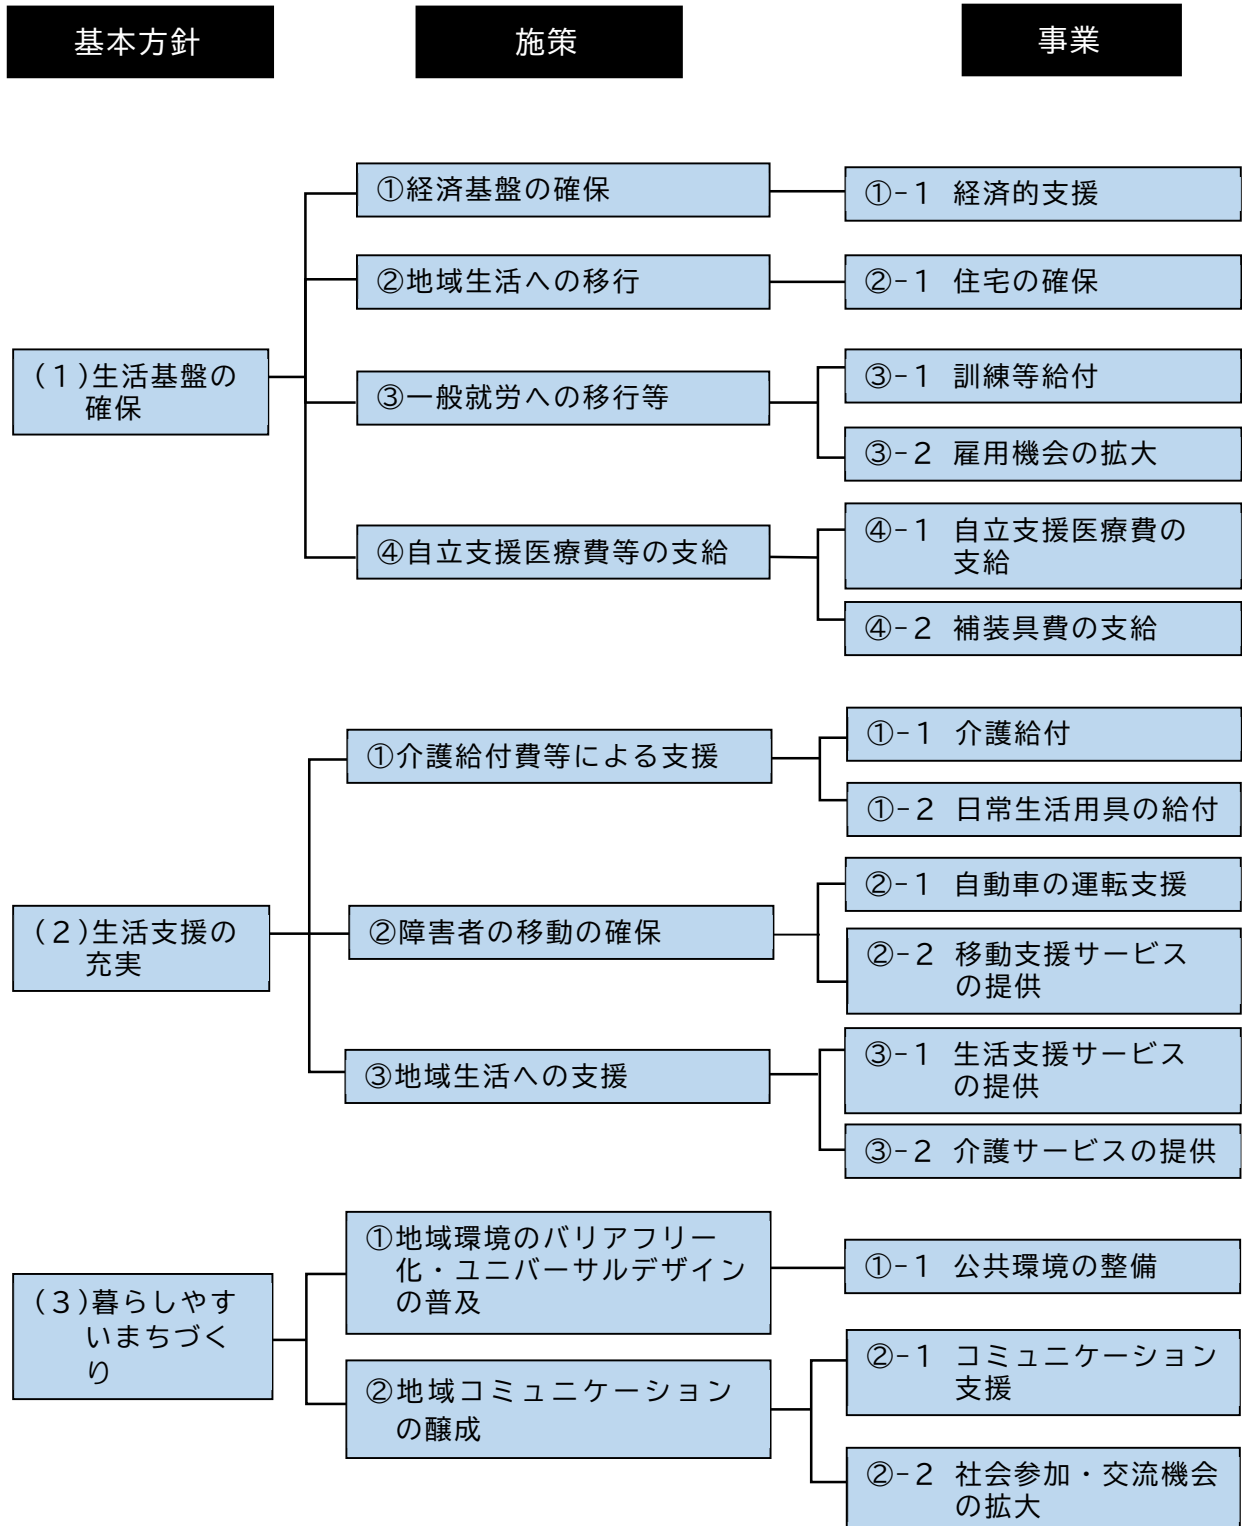 基本方針
施策
事業
(1)生活基盤の
確保
①経済基盤の確保
①-1 経済的支援
②地域生活への移行
②-1 住宅の確保
③一般就労への移行等
③-1 訓練等給付
③-2 雇用機会の拡大
④自立支援医療費等の支給
④-1 自立支援医療費の
支給
④-2 補装具費の支給
(2)生活支援の
充実
①介護給付費等による支援
①-1 介護給付
①-2 日常生活用具の給付
②障害者の移動の確保
②-1 自動車の運転支援
②-2 移動支援サービス
の提供
③地域生活への支援
③-1 生活支援サービス
の提供
③-2 介護サービスの提供
(3)暮らしやす
いまちづく
り
①地域環境のバリアフリー
化・ユニバーサルデザイン
の普及
①-1 公共環境の整備
②地域コミュニケーション
の醸成
②-1 コミュニケーション
支援
②-2 社会参加・交流機会
の拡大